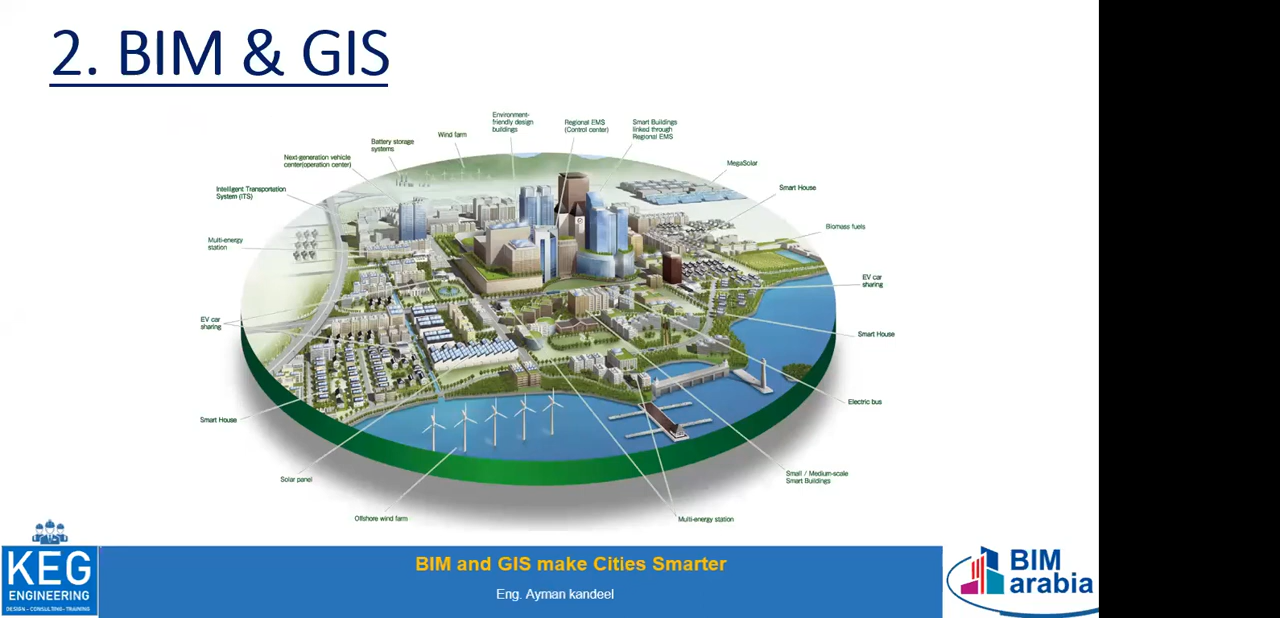 2. BIM & GIS
Environment-
friendly design
buildings
Regional EMS
(Control center)
Smart Buildings
linked through
Regional EMS
Wind farm
Battery storage
systems
Next-generation vehicle
center(operation center)
MegaSolar
Intelligent Transportation
System (ITS)
Smart House
Multi-energy
station
Biomass fuels
EV car
sharing
EV car
sharing
Smart House
Electric bus
Smart House
Solar panel
Small / Medium-scale
Smart Buildings
Offshore wind farm
Multi-energy station
KEG
ENGINEERING
DESIGN - CONSULTING - TRAINING
BIM and GIS make Cities Smarter
Eng. Ayman kandeel
BIM
arabia